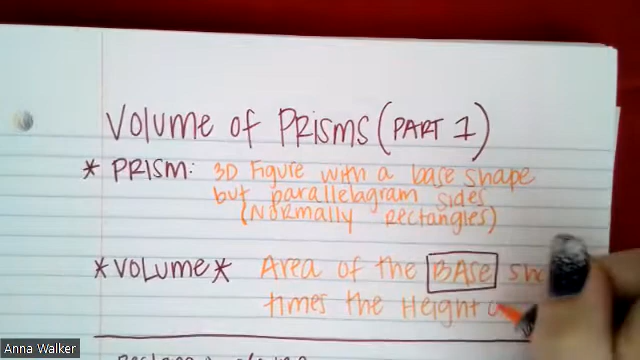 Volume of Prisms (PART 1)
* PRISM: 3D Figure with a base shape
but parallelagram sides
(Normally Rectangles)
*VOLUME* Area of the BASE
times the Height
Anna Walker